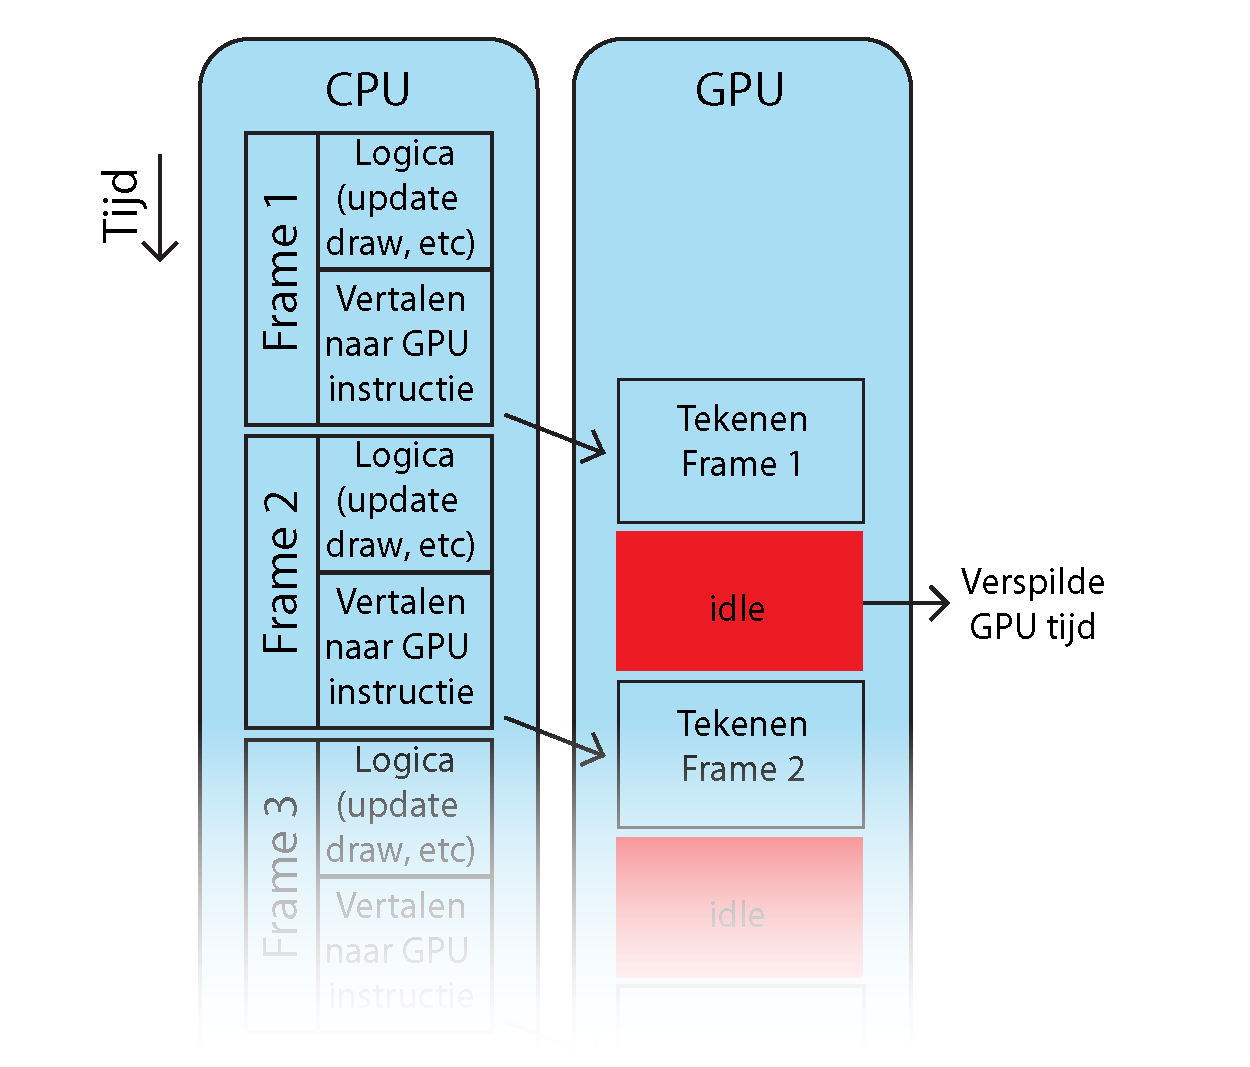 CPU
GPU
Tijd
Frame 1
Logica
(update
draw, etc)
Vertalen
naar GPU
instructie
Tekenen
Frame 1
Frame 2
Logica
(update
draw, etc)
Vertalen
naar GPU
instructie
idle
Verspilde
GPU tijd
Tekenen
Frame 2
Frame 3
Logica
(update
draw, etc)
Vertalen
naar GPU
instructie
idle